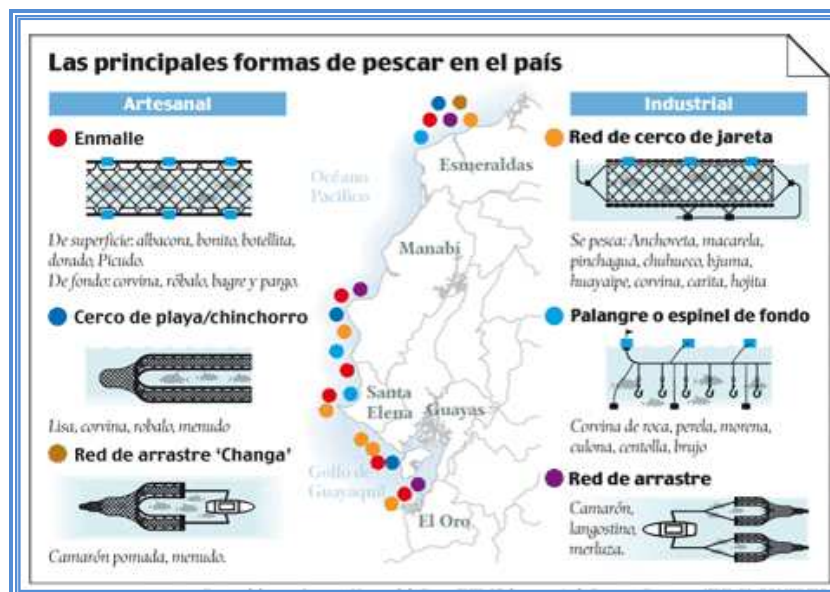 Las principales formas de pescar en el país
Artesanal
Enmalle
De superficie: albacora, bonito, botellita,
dorado, Picudo.
De fondo: corvina, róbalo, bagre y pargo.
Cerco de playa/chinchorro
Lisa, corvina, robalo, menudo
Red de arrastre ‘Changa’
Camarón pomada, menudo.
Océano
Pacífico
Esmeraldas
Manabí
Santa
Elena
Guayas
Golfo de
Guayaquil
El Oro
Industrial
Red de cerco de jareta
Se pesca: Anchoveta, macarela,
pinchagua, chuhueco, bjuma,
huayaipe, corvina, carita, hojita
Palangre o espinel de fondo
Corvina de roca, perela, morena,
culona, centolla, brujo
Red de arrastre
Camarón,
langostino,
merluza.